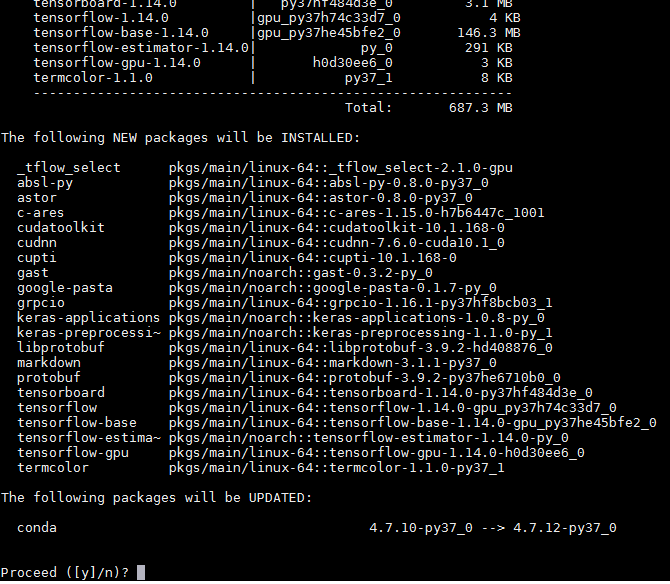 tensorboard-1.14.0 | py37hf484d3e_0 3.1 MB
tensorflow-1.14.0 |gpu_py37h74c33d7_0 4 KB
tensorflow-base-1.14.0 |gpu_py37he45bfe2_0 146.3 MB
tensorflow-estimator-1.14.0| py_0 291 KB
tensorflow-gpu-1.14.0 | h0d30ee6_0 3 KB
termcolor-1.1.0 | py37_1 8 KB
------------------------------------------------------------
Total: 687.3 MB
The following NEW packages will be INSTALLED:
_tflow_select pkgs/main/linux-64::_tflow_select-2.1.0-gpu
absl-py pkgs/main/linux-64::absl-py-0.8.0-py37_0
astor pkgs/main/linux-64::astor-0.8.0-py37_0
c-ares pkgs/main/linux-64::c-ares-1.15.0-h7b6447c_1001
cudatoolkit pkgs/main/linux-64::cudatoolkit-10.1.168-0
cudnn pkgs/main/linux-64::cudnn-7.6.0-cuda10.1_0
cupti pkgs/main/linux-64::cupti-10.1.168-0
gast pkgs/main/noarch::gast-0.3.2-py_0
google-pasta pkgs/main/noarch::google-pasta-0.1.7-py_0
grpcio pkgs/main/linux-64::grpcio-1.16.1-py37hf8bcb03_1
keras-applications pkgs/main/noarch::keras-applications-1.0.8-py_0
keras-preprocessi~ pkgs/main/noarch::keras-preprocessing-1.1.0-py_1
libprotobuf pkgs/main/linux-64::libprotobuf-3.9.2-hd408876_0
markdown pkgs/main/linux-64::markdown-3.1.1-py37_0
protobuf pkgs/main/linux-64::protobuf-3.9.2-py37he6710b0_0
tensorboard pkgs/main/linux-64::tensorboard-1.14.0-py37hf484d3e_0
tensorflow pkgs/main/linux-64::tensorflow-1.14.0-gpu_py37h74c33d7_0
tensorflow-base pkgs/main/linux-64::tensorflow-base-1.14.0-gpu_py37he45bfe2_0
tensorflow-estima~ pkgs/main/noarch::tensorflow-estimator-1.14.0-py_0
tensorflow-gpu pkgs/main/linux-64::tensorflow-gpu-1.14.0-h0d30ee6_0
termcolor pkgs/main/linux-64::termcolor-1.1.0-py37_1
The following packages will be UPDATED:
conda 4.7.10-py37_0 --> 4.7.12-py37_0
Proceed ([y]/n)?